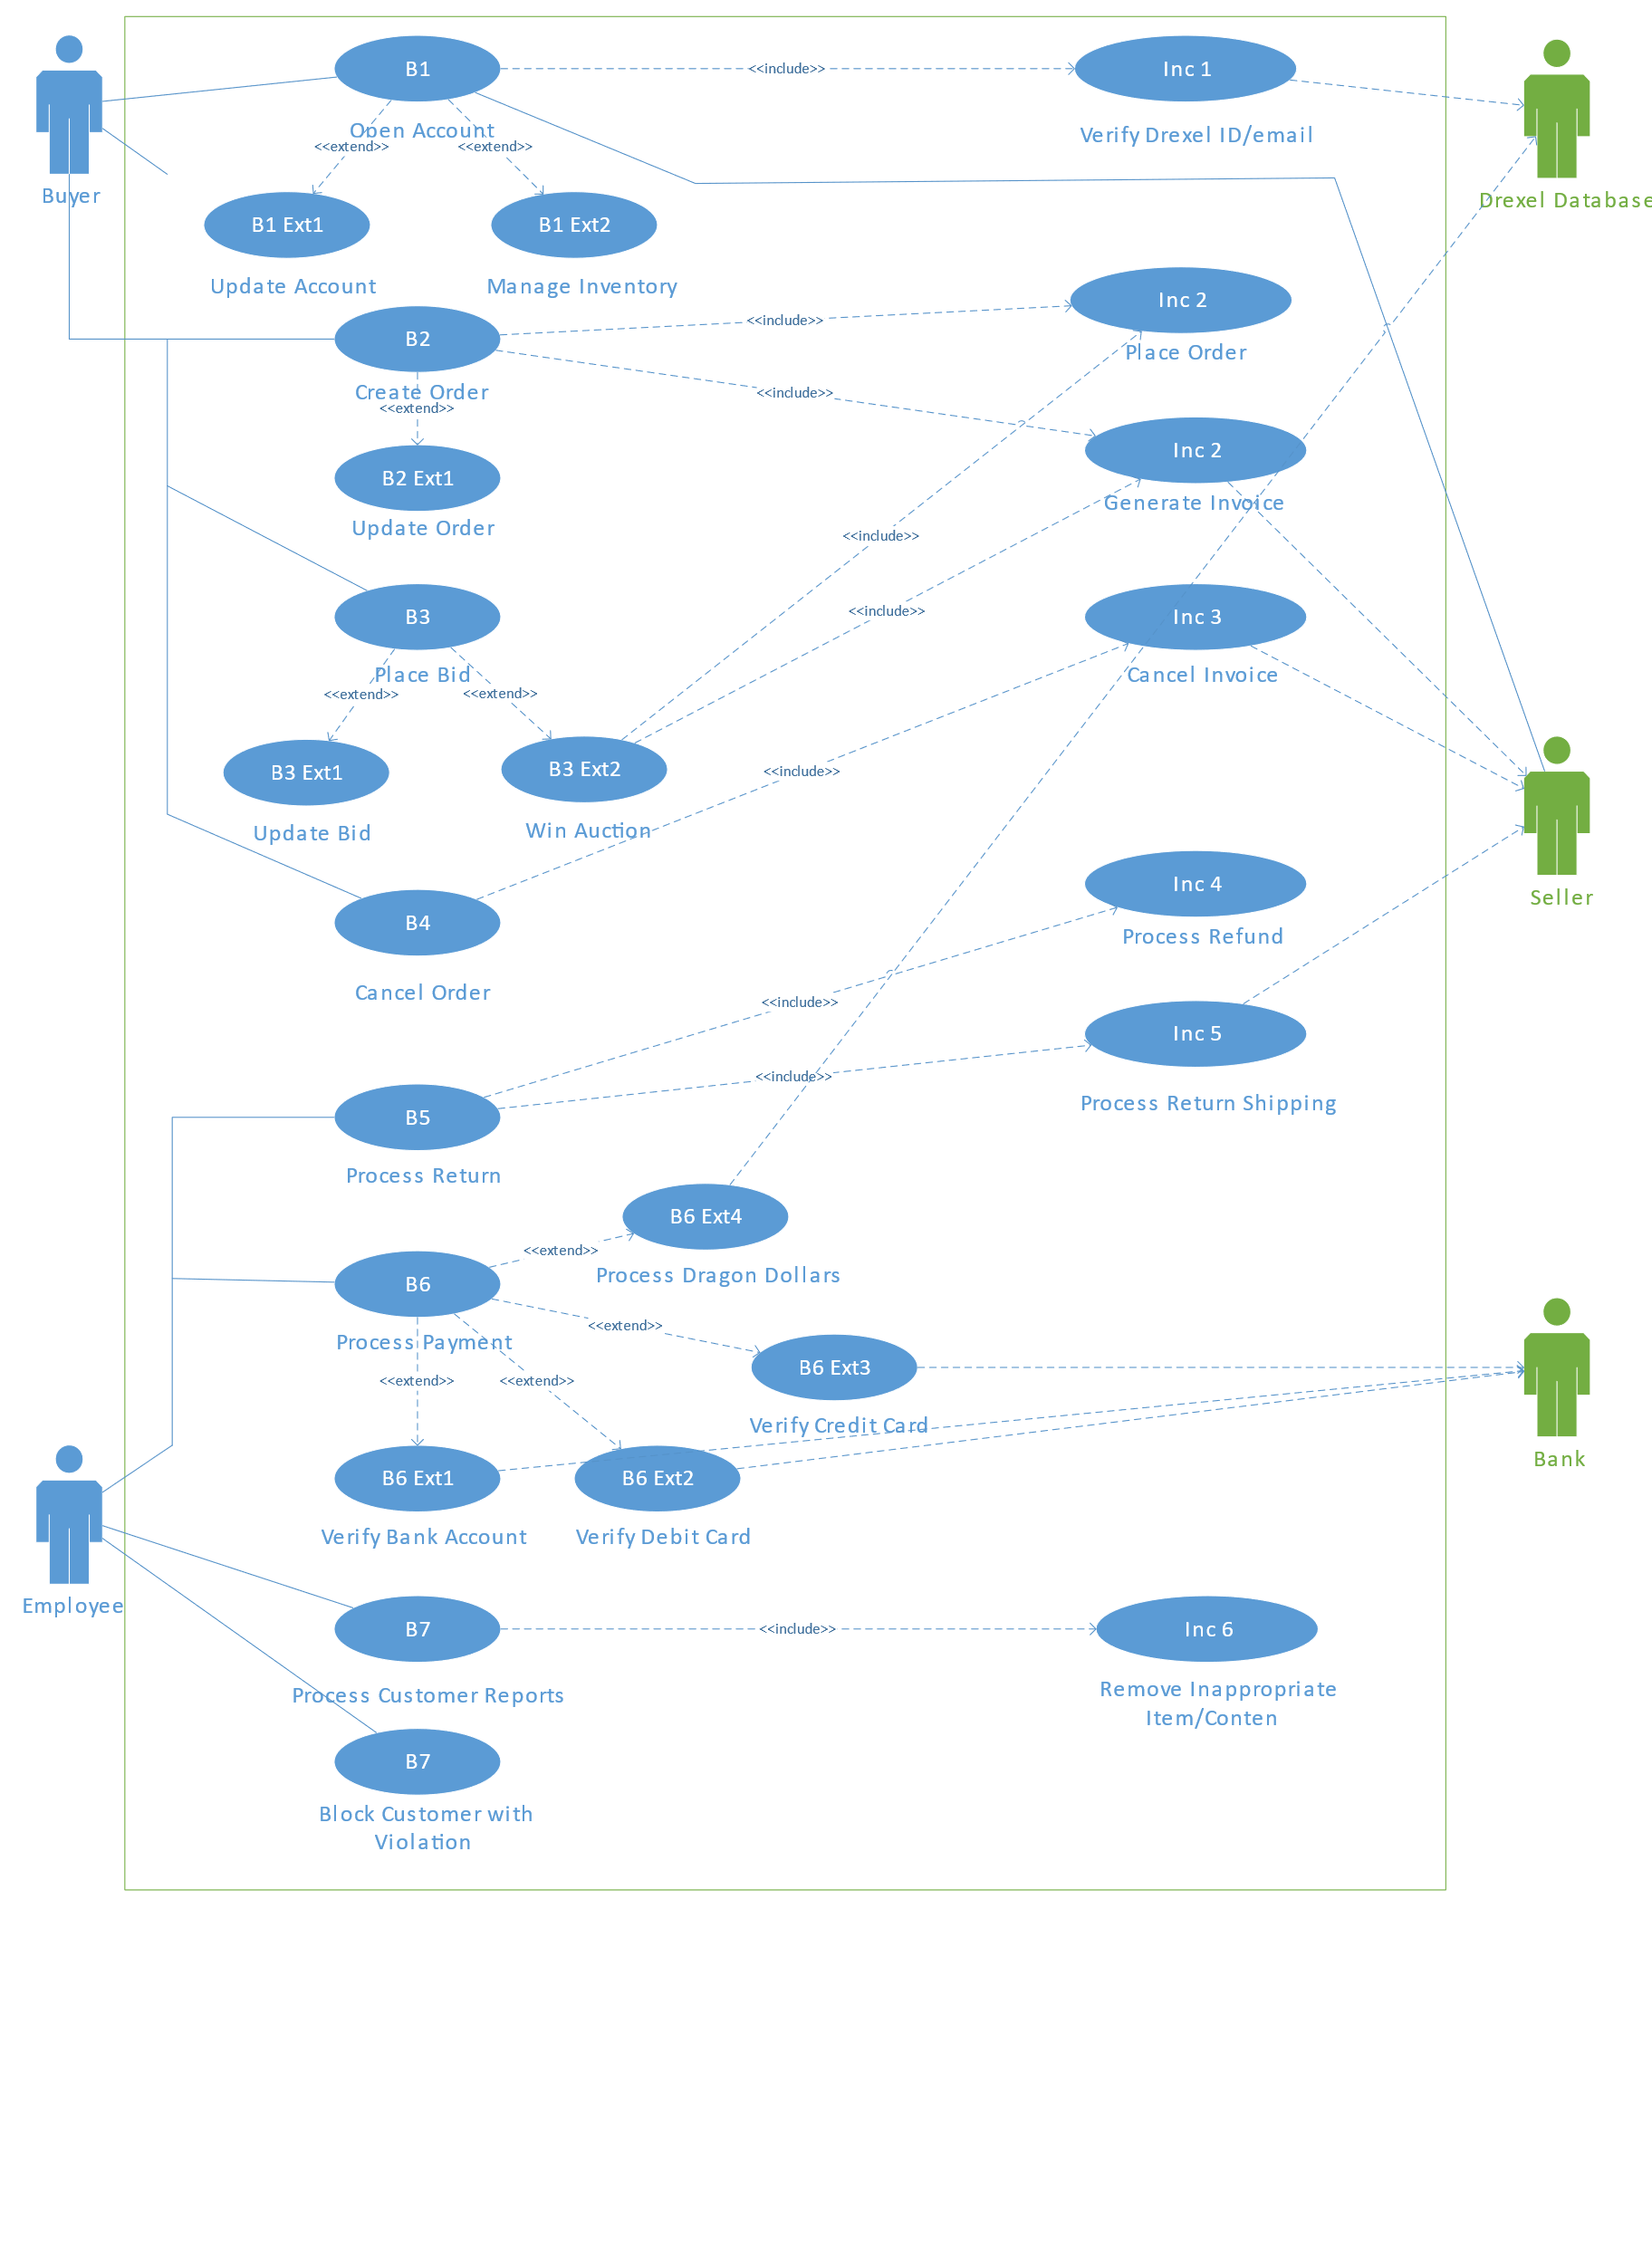 B1
<<include>>
Inc 1
Open Account
Verify Drexel ID/email
<<extend>>
<<extend>>
Buyer
Drexel Database
B1 Ext1
B1 Ext2
Update Account
Manage Inventory
Inc 2
<<include>>
B2
Place Order
Create Order
<<include>>
<<extend>>
Inc 2
B2 Ext1
Generate Invoice
Update Order
<<include>>
<<include>>
B3
Inc 3
Place Bid
Cancel Invoice
<<extend>>
<<extend>>
B3 Ext1
B3 Ext2
<<include>>
Update Bid
Win Auction
Inc 4
Seller
B4
Process Refund
Cancel Order
<<include>>
Inc 5
<<include>>
Process Return Shipping
B5
Process Return
B6 Ext4
<<extend>>
Process Dragon Dollars
B6
<<extend>>
Process Payment
B6 Ext3
<<extend>>
<<extend>>
Verify Credit Card
Bank
B6 Ext1
B6 Ext2
Verify Bank Account
Verify Debit Card
Employee
B7
<<include>>
Inc 6
Process Customer Reports
Remove Inappropriate
Item/Conten
B7
Block Customer with
Violation